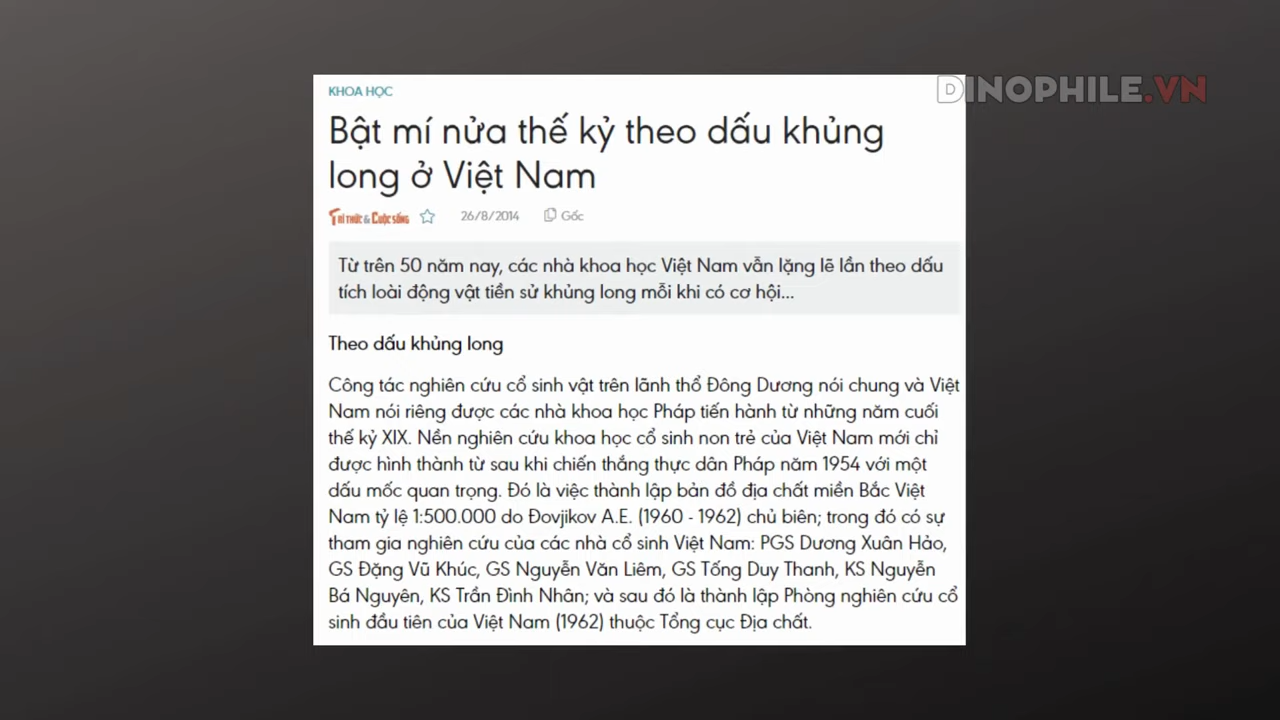 DINOPHILE.VN
KHOA HỌC
Bật mí nửa thế kỷ theo dấu khủng
long ở Việt Nam
TRI THỨC & CUỘC SỐNG 26/8/2014 Gốc
Từ trên 50 năm nay, các nhà khoa học Việt Nam vẫn lặng lẽ lần theo dấu
tích loài động vật tiền sử khủng long mỗi khi có cơ hội...
Theo dấu khủng long
Công tác nghiên cứu cổ sinh vật trên lãnh thổ Đông Dương nói chung và Việt
Nam nói riêng được các nhà khoa học Pháp tiến hành từ những năm cuối
thế kỷ XIX. Nền nghiên cứu khoa học cổ sinh non trẻ của Việt Nam mới chỉ
được hình thành từ sau khi chiến thắng thực dân Pháp năm 1954 với một
dấu mốc quan trọng. Đó là việc thành lập bản đồ địa chất miền Bắc Việt
Nam tỷ lệ 1:500.000 do Đovjikov A.E. (1960 - 1962) chủ biên; trong đó có sự
tham gia nghiên cứu của các nhà cổ sinh Việt Nam: PGS Dương Xuân Hảo,
GS Đặng Vũ Khúc, GS Nguyễn Văn Liêm, GS Tống Duy Thanh, KS Nguyễn
Bá Nguyên, KS Trần Đình Nhân; và sau đó là thành lập Phòng nghiên cứu cổ
sinh đầu tiên của Việt Nam (1962) thuộc Tổng cục Địa chất.